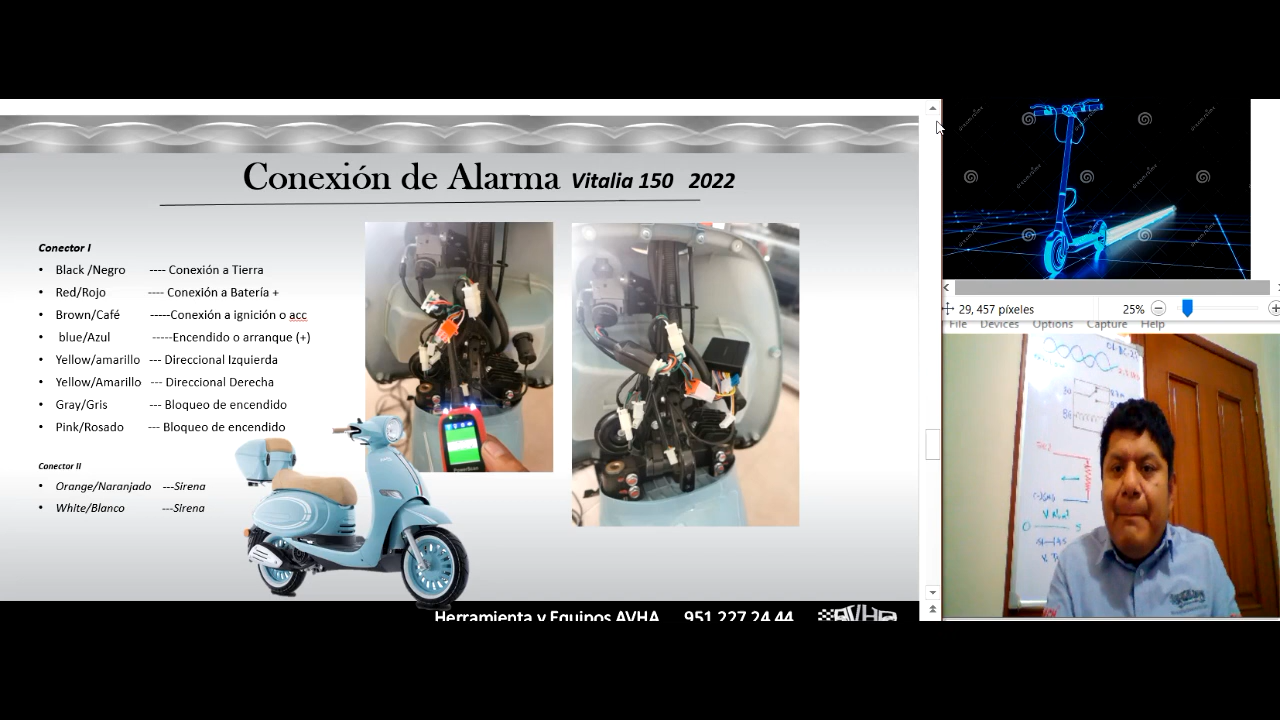 Conexión de Alarma Vitalia 150 2022
Conector I
• Black /Negro ---- Conexión a Tierra
• Red/Rojo ---- Conexión a Batería +
• Brown/Café -----Conexión a ignición o acc
• blue/Azul -----Encendido o arranque (+)
• Yellow/amarillo --- Direccional Izquierda
• Yellow/Amarillo --- Direccional Derecha
• Gray/Gris --- Bloqueo de encendido
• Pink/Rosado --- Bloqueo de encendido
Conector II
• Orange/Naranjado ---Sirena
• White/Blanco ---Sirena
PowerScan
Herramienta y Equipos AVHA 951 227 24 44
AVHA
29, 457 píxeles
25%
File Devices Options Capture Help